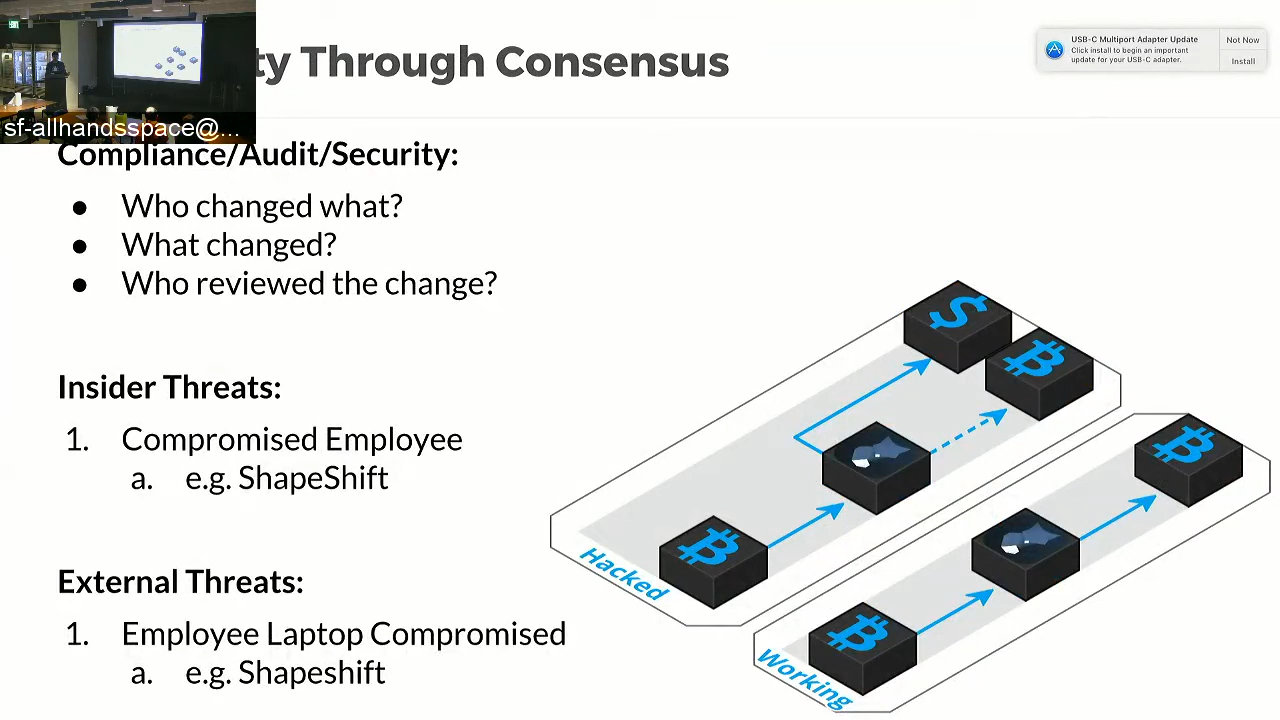 ty Through Consensus
USB-C Multiport Adapter Update
Click install to begin an important
update for your USB-C adapter.
Not Now
Install
EXIT
sf-allhandsspace@...
Compliance/Audit/Security:
● Who changed what?
● What changed?
● Who reviewed the change?
Insider Threats:
1. Compromised Employee
a. e.g. ShapeShift
External Threats:
1. Employee Laptop Compromised
a. e.g. Shapeshift
$
₿
₿
₿
₿
Hacked
Working